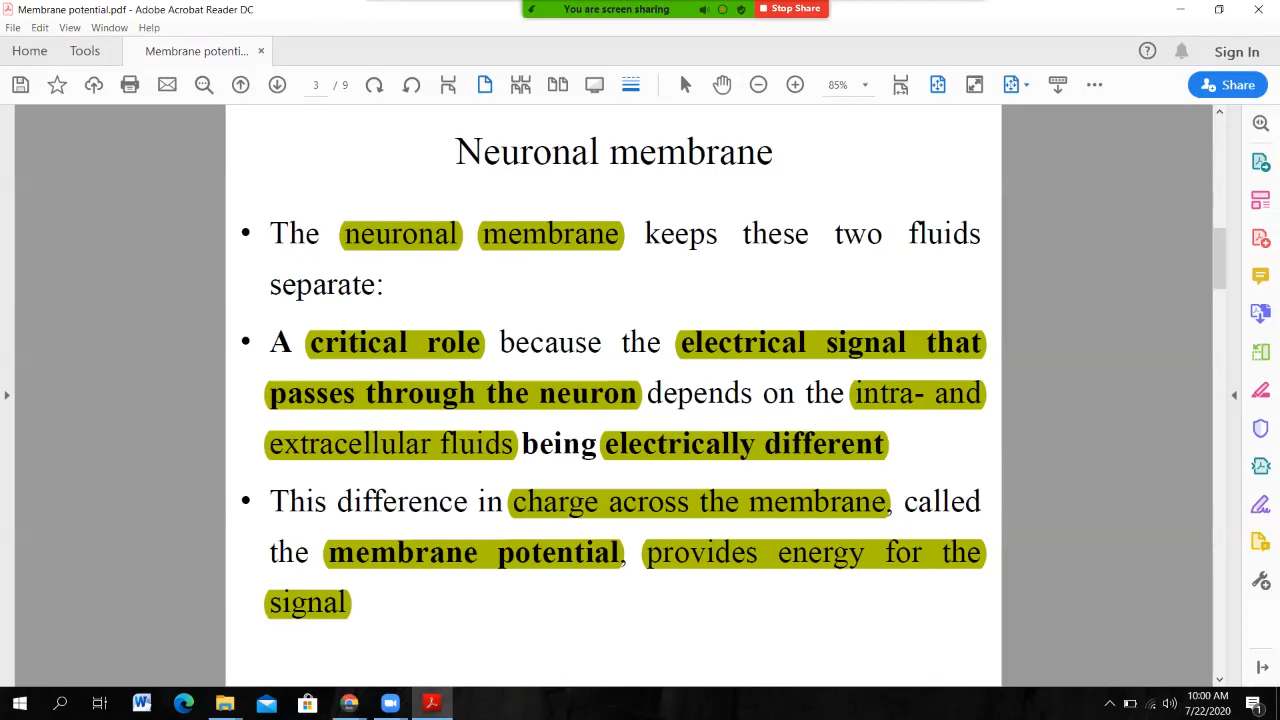 Membrane potential.pdf - Adobe Acrobat Reader DC
You are screen sharing
Stop Share
File Edit View Window Help
Home Tools Membrane potenti... × Sign In
3 / 9 85% Share
Neuronal membrane
• The neuronal membrane keeps these two fluids
separate:
• A critical role because the electrical signal that
passes through the neuron depends on the intra- and
extracellular fluids being electrically different
• This difference in charge across the membrane, called
the membrane potential, provides energy for the
signal
10:00 AM
7/22/2020
1